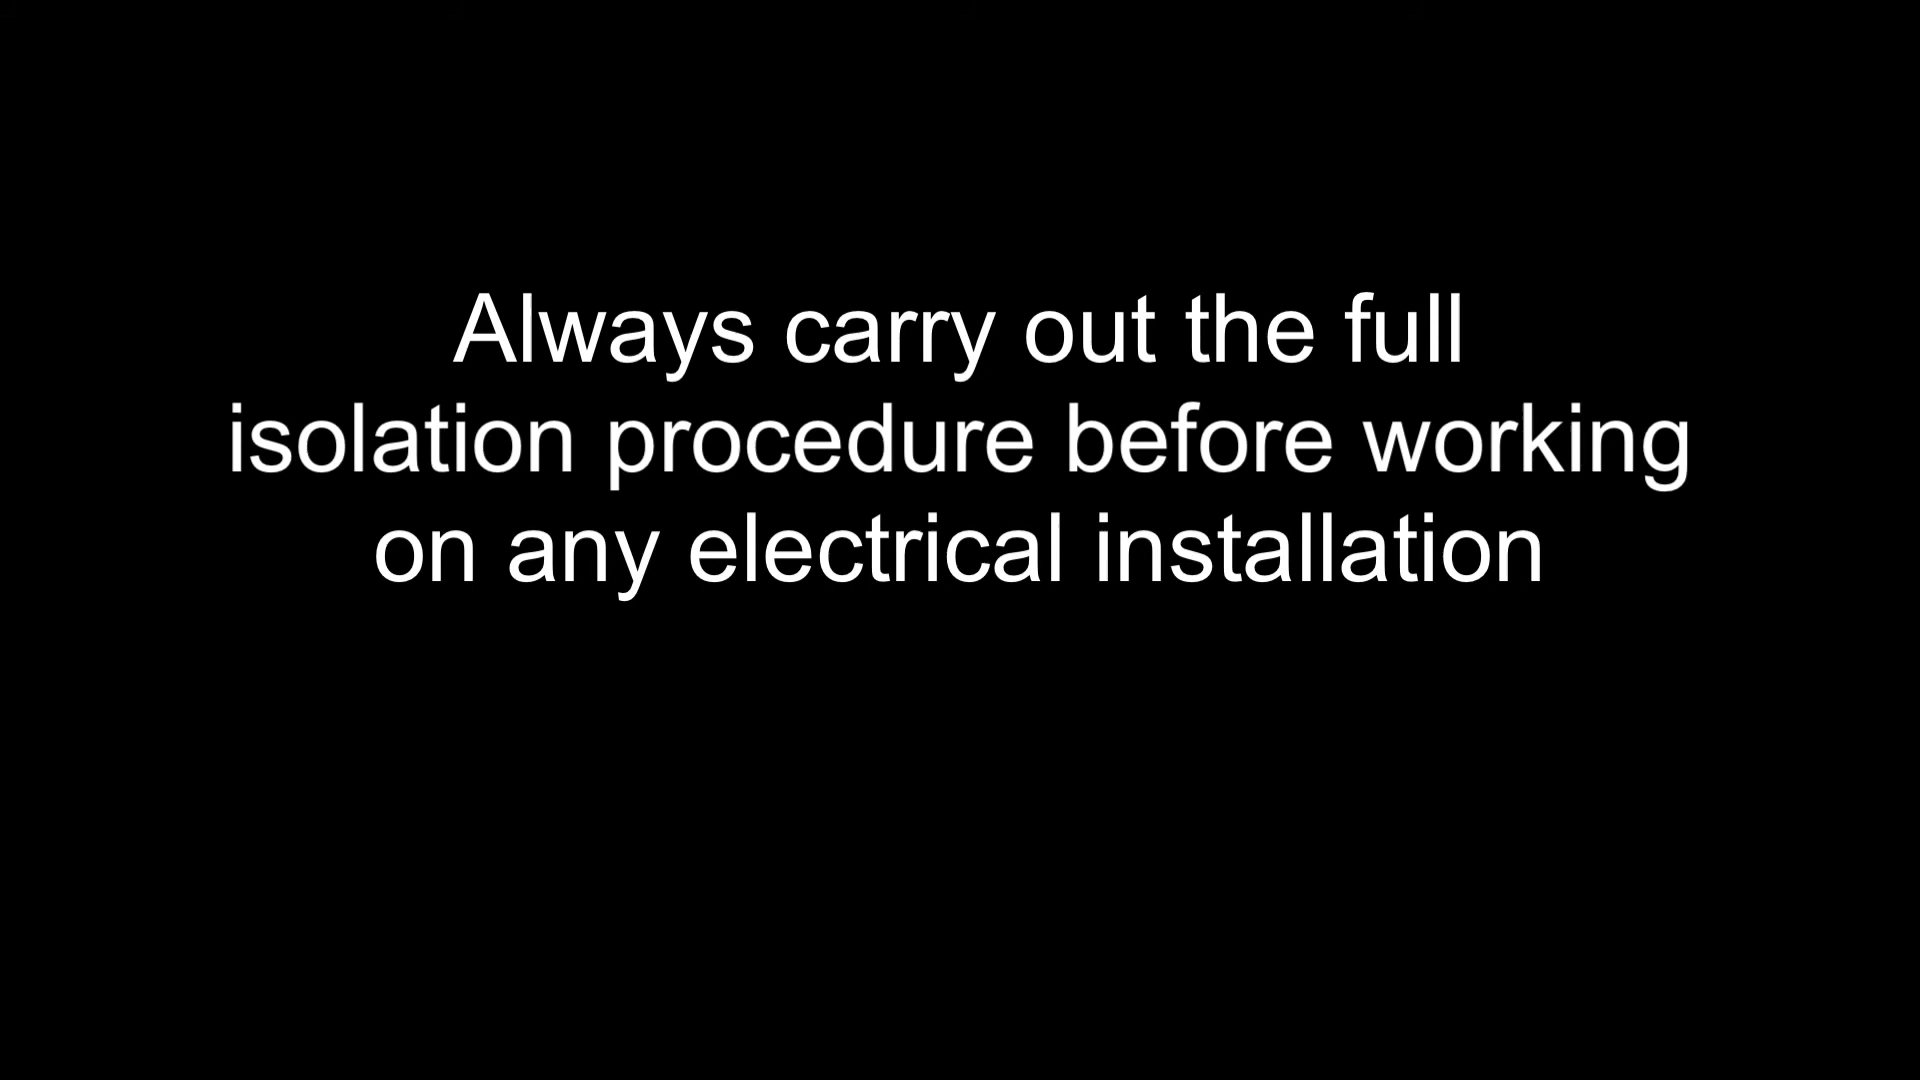 Always carry out the full
isolation procedure before working
on any electrical installation